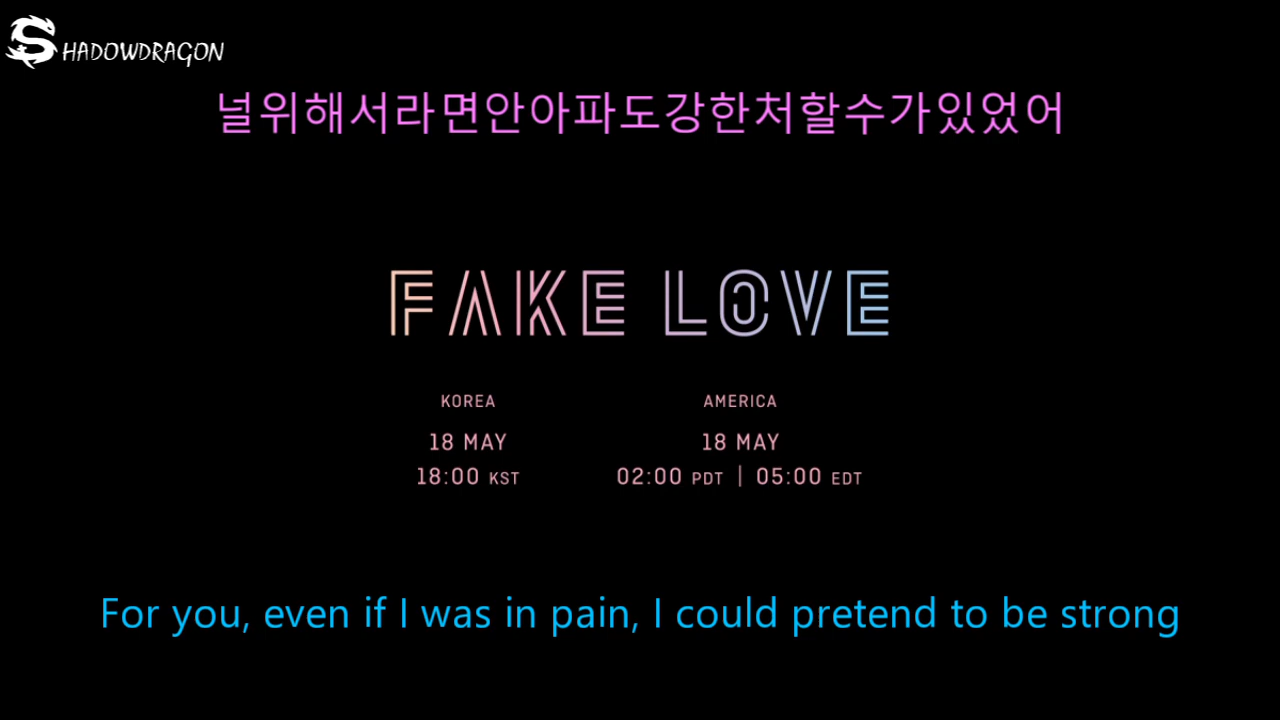 SHADOWDRAGON
널위해서라면안아파도강한처할수가있었어
FAKE LOVE
KOREA
18 MAY
18:00 KST
AMERICA
18 MAY
02:00 PDT | 05:00 EDT
For you, even if I was in pain, I could pretend to be strong